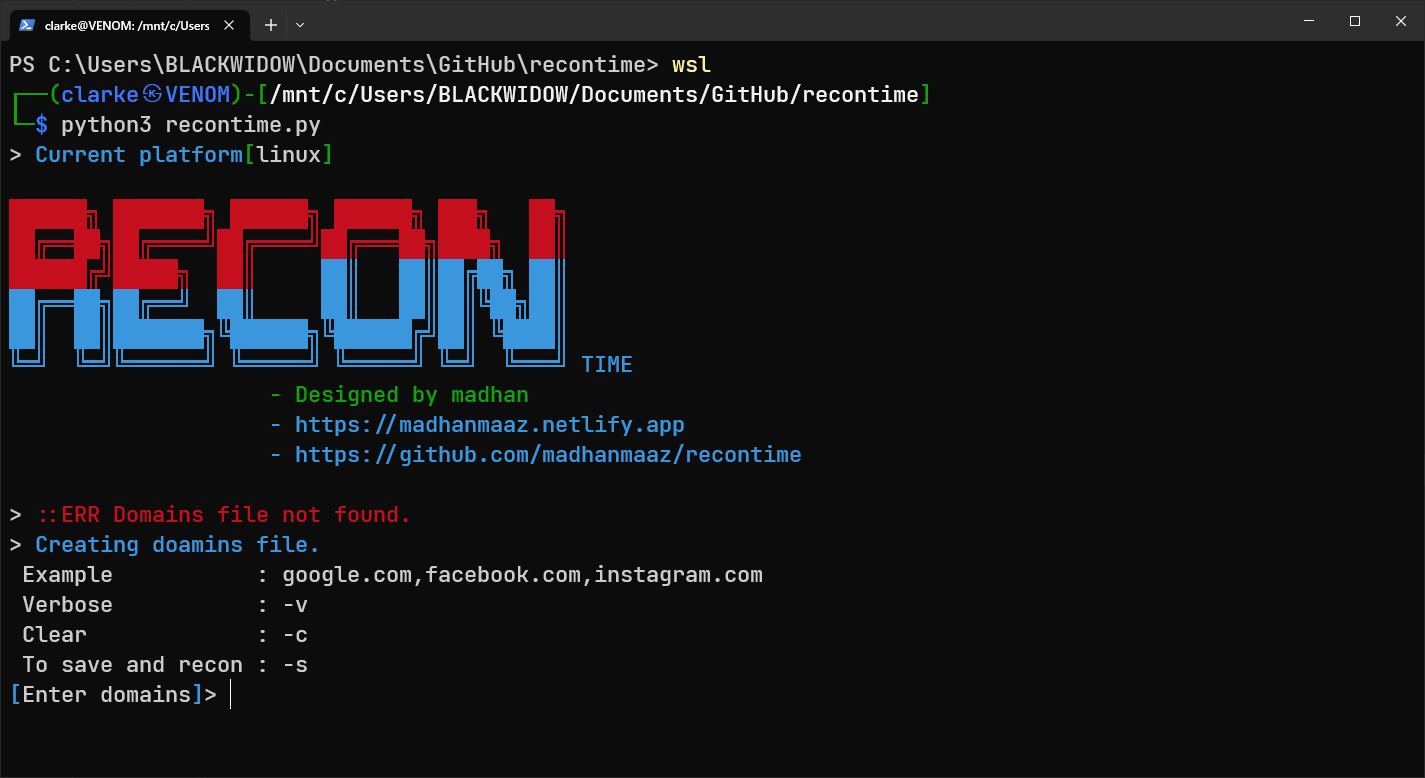 clarke@VENOM: /mnt/c/Users
PS C:\Users\BLACKWIDOW\Documents\GitHub\recontime> wsl
(clarke㉿VENOM)-[/mnt/c/Users/BLACKWIDOW/Documents/GitHub/recontime]
$ python3 recontime.py
> Current platform[linux]
RECON TIME
- Designed by madhan
- https://madhanmaaz.netlify.app
- https://github.com/madhanmaaz/recontime
> ::ERR Domains file not found.
> Creating doamins file.
Example : google.com,facebook.com,instagram.com
Verbose : -v
Clear : -c
To save and recon : -s
[Enter domains]>